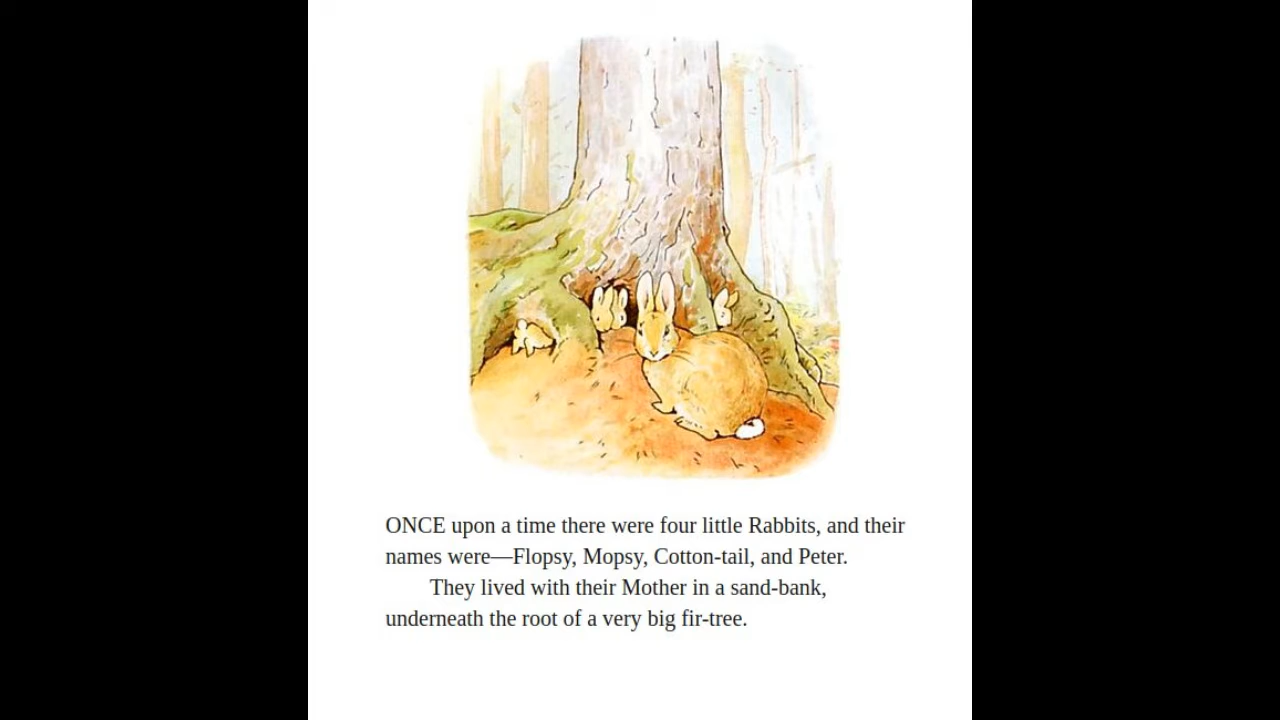 ONCE upon a time there were four little Rabbits, and their
names were—Flopsy, Mopsy, Cotton-tail, and Peter.
They lived with their Mother in a sand-bank,
underneath the root of a very big fir-tree.